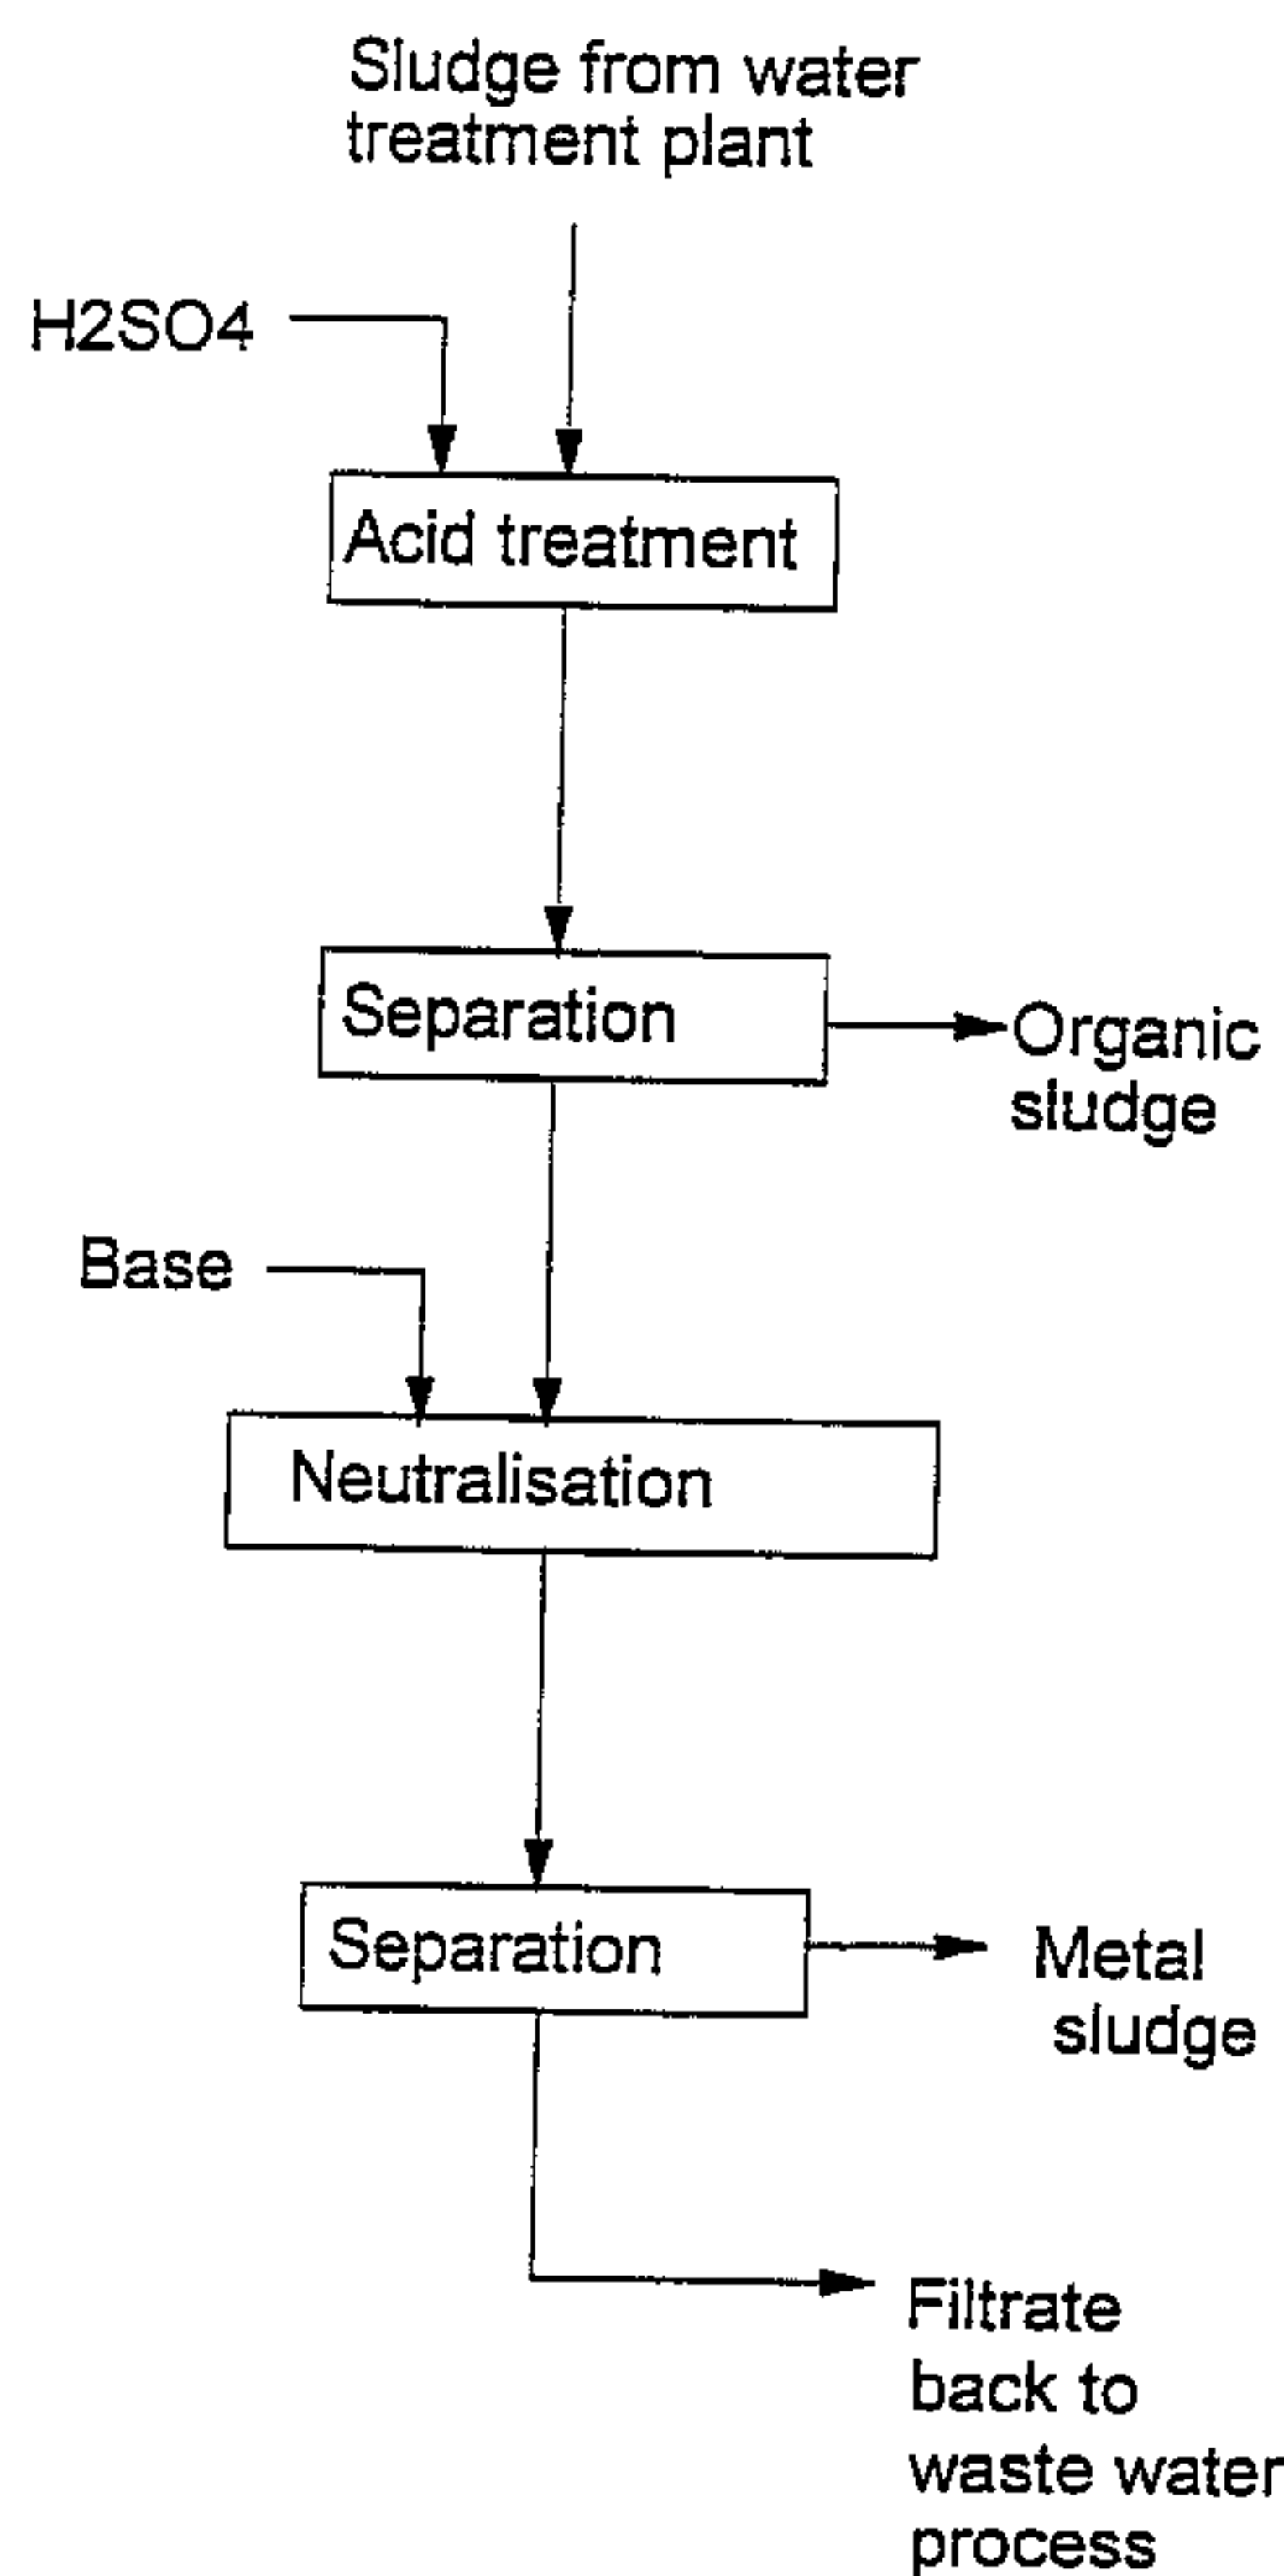 Sludge from water
treatment plant
H2SO4
Acid treatment
Separation
Organic
sludge
Base
Neutralisation
Separation
Metal
sludge
Filtrate
back to
waste water
process